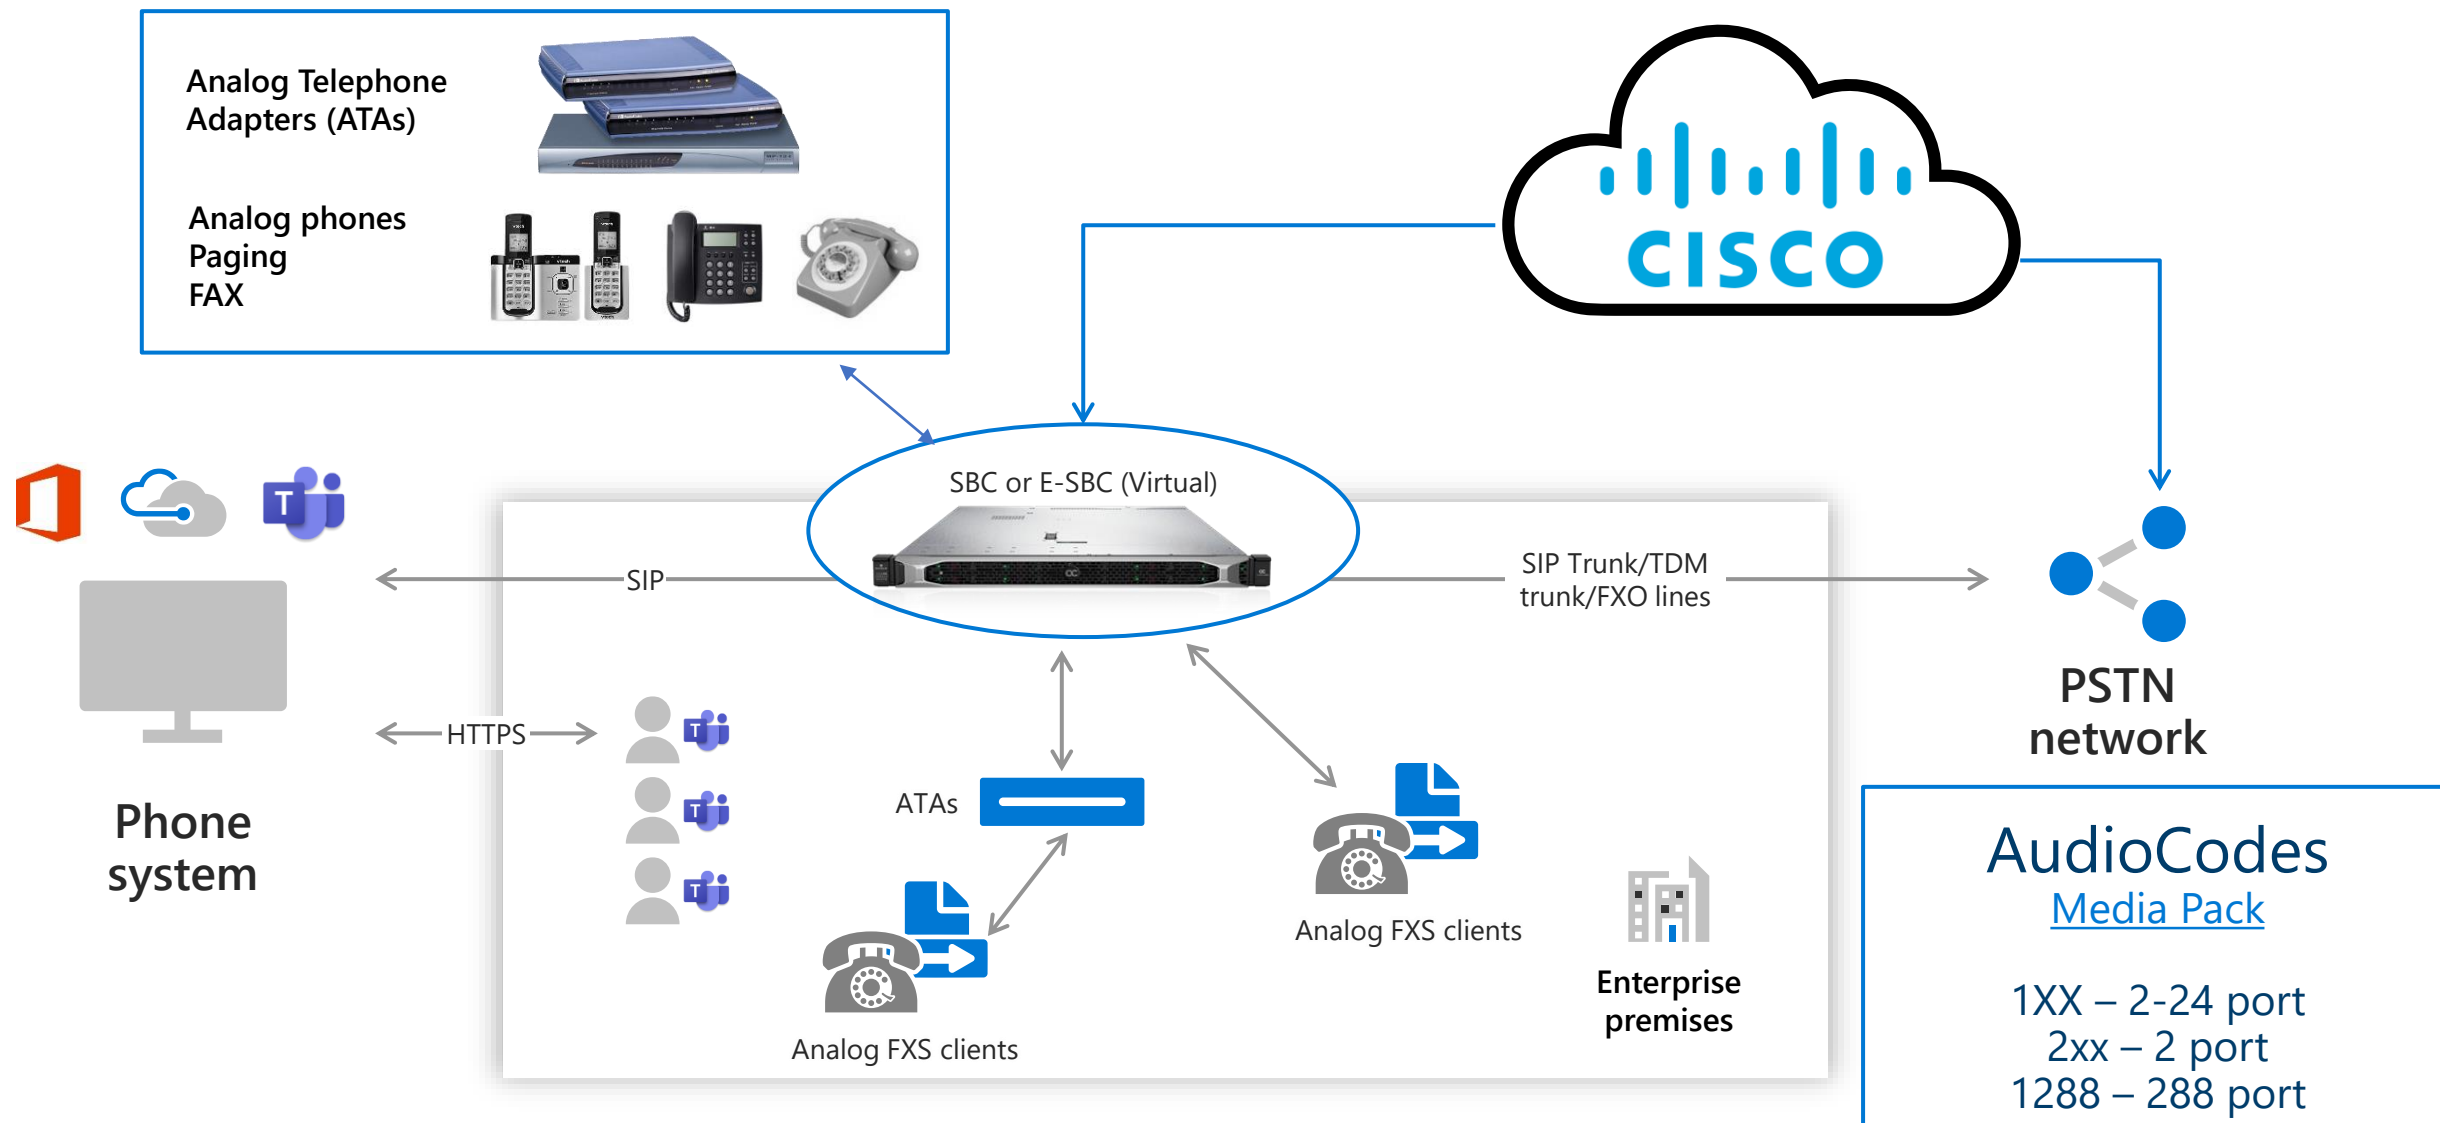 Analog Telephone
Adapters (ATAs)
Analog phones
Paging
FAX
CISCO
SBC or E-SBC (Virtual)
SIP
SIP Trunk/TDM
trunk/FXO lines
HTTPS
PSTN
network
Phone
system
ATAs
Analog FXS clients
Analog FXS clients
Enterprise
premises
AudioCodes
Media Pack
1XX – 2-24 port
2xx – 2 port
1288 – 288 port